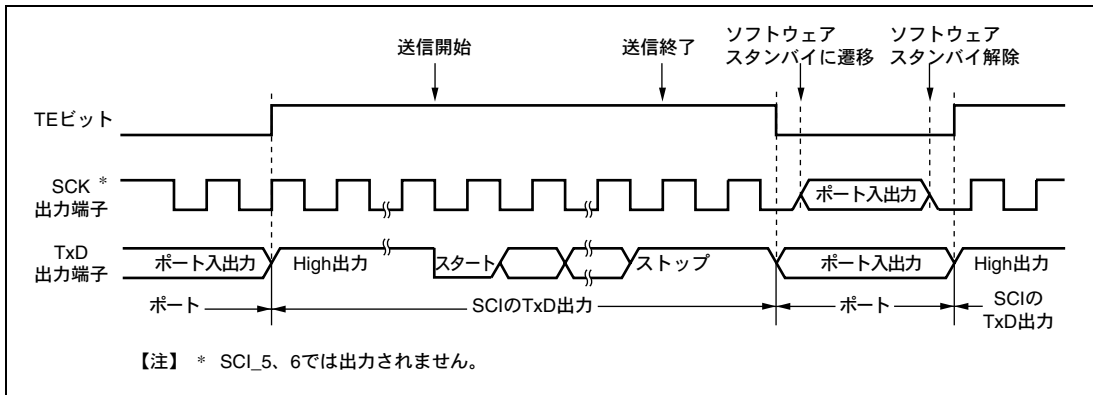 送信開始
送信終了
ソフトウェア
スタンバイに遷移
ソフトウェア
スタンバイ解除
TEビット
SCK *
出力端子
ポート入出力
TxD
出力端子
ポート入出力
High出力
スタート
ストップ
ポート入出力
High出力
ポート
SCIのTxD出力
ポート
SCIの
TxD出力
【注】 * SCI_5、6では出力されません。